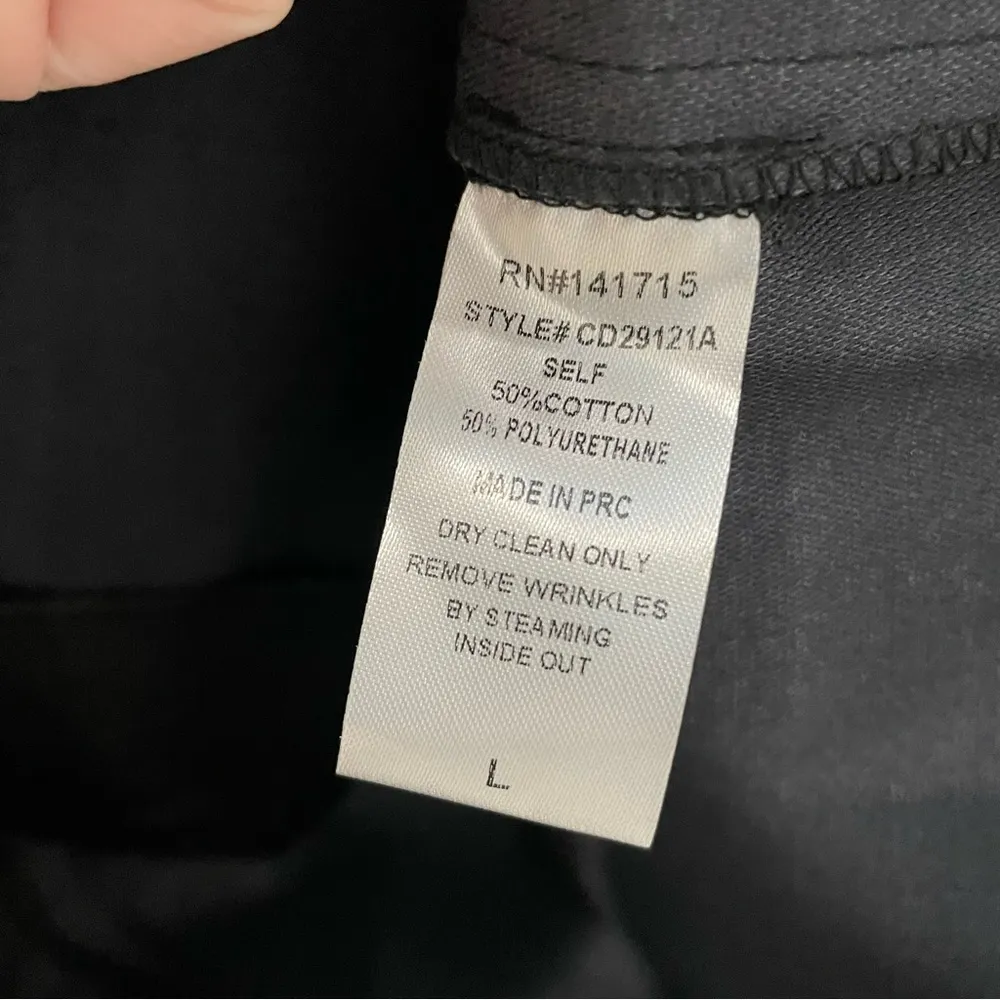 RN#141715
STYLE# CD29121A
SELF
50%COTTON
50% POLYURETHANE
MADE IN PRC
DRY CLEAN ONLY
REMOVE WRINKLES
BY STEAMING
INSIDE OUT
L